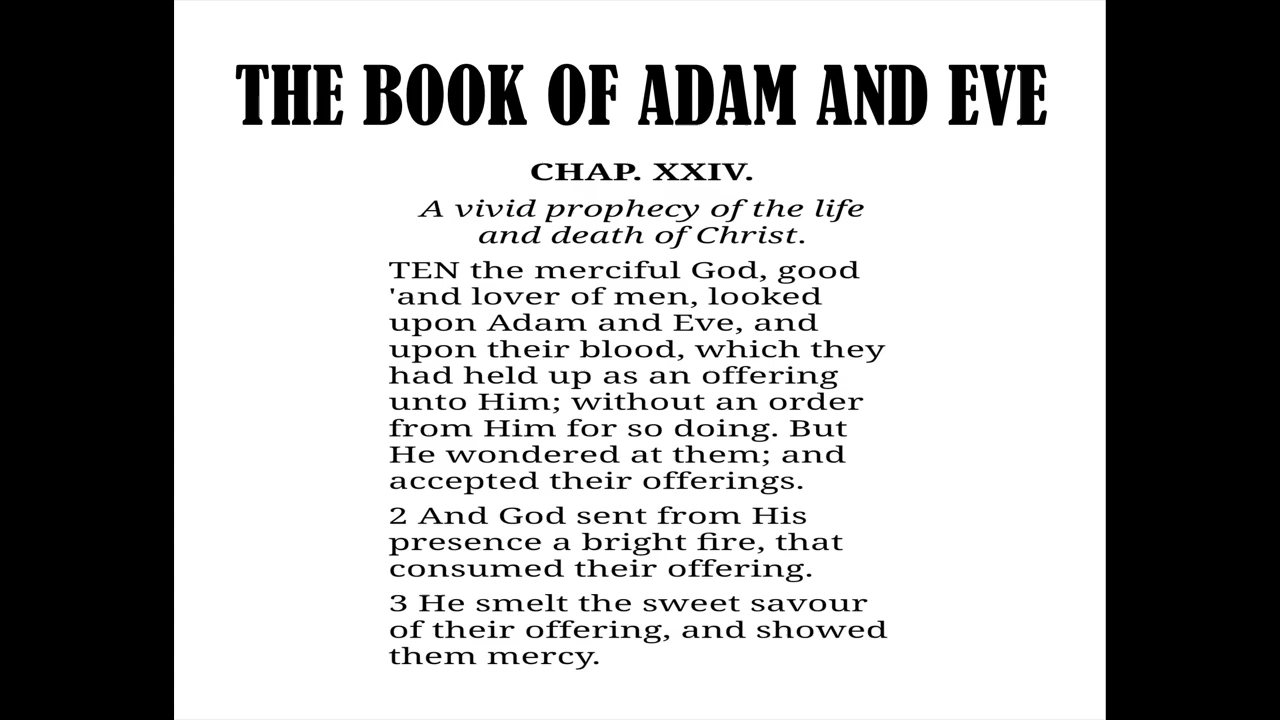 THE BOOK OF ADAM AND EVE
CHAP. XXIV.
A vivid prophecy of the life
and death of Christ.
TEN the merciful God, good
'and lover of men, looked
upon Adam and Eve, and
upon their blood, which they
had held up as an offering
unto Him; without an order
from Him for so doing. But
He wondered at them; and
accepted their offerings.
2 And God sent from His
presence a bright fire, that
consumed their offering.
3 He smelt the sweet savour
of their offering, and showed
them mercy.